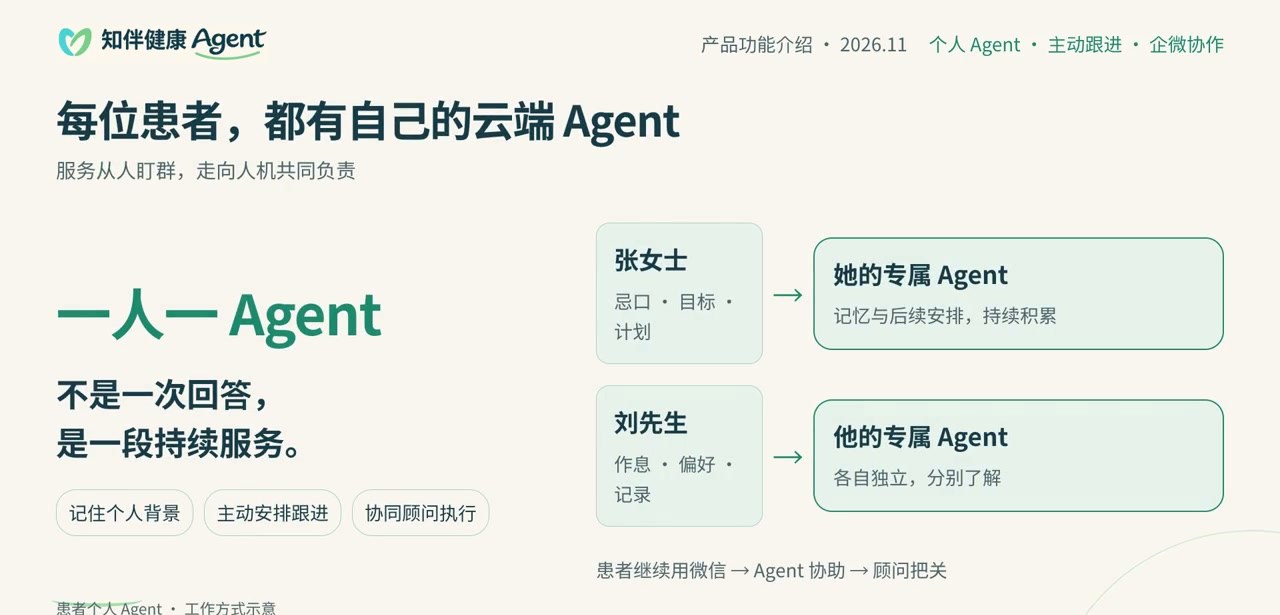 知伴健康 Agent
产品功能介绍 · 2026.11 个人 Agent · 主动跟进 · 企微协作
每位患者，都有自己的云端 Agent
服务从人盯群，走向人机共同负责
一人一 Agent
不是一次回答，
是一段持续服务。
记住个人背景 主动安排跟进 协同顾问执行
张女士
忌口 · 目标 ·
计划
→
她的专属 Agent
记忆与后续安排，持续积累
刘先生
作息 · 偏好 ·
记录
→
他的专属 Agent
各自独立，分别了解
患者继续用微信 → Agent 协助 → 顾问把关
患者个人 Agent · 工作方式示意